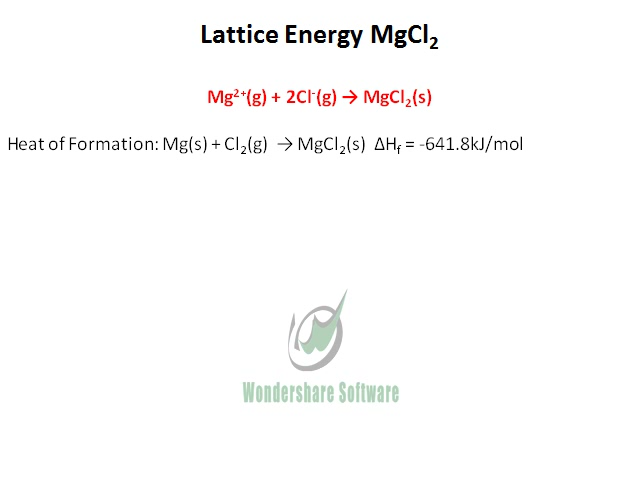 Lattice Energy MgCl₂
Mg²⁺(g) + 2Cl⁻(g) → MgCl₂(s)
Heat of Formation: Mg(s) + Cl₂(g) → MgCl₂(s) ΔHf = -641.8kJ/mol
Wondershare Software